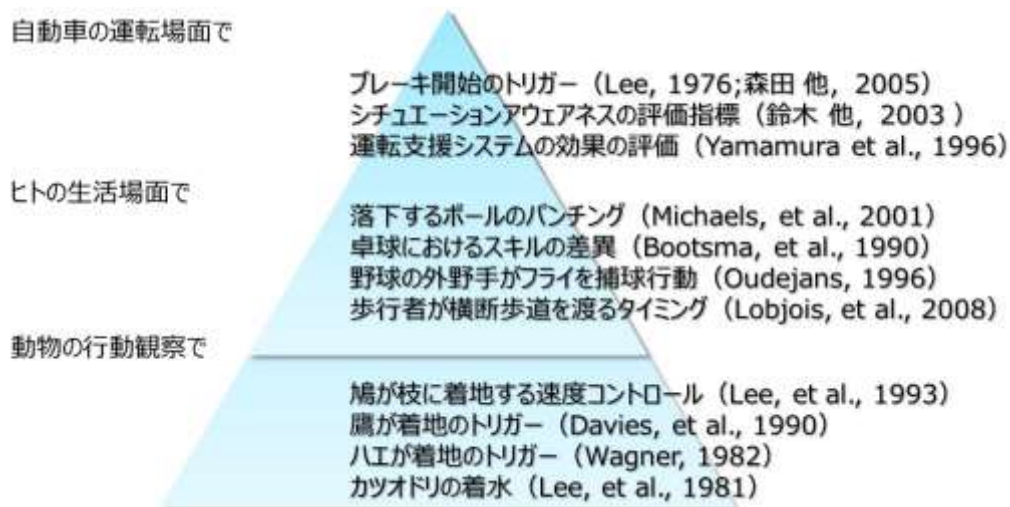 自動車の運転場面で
ブレーキ開始のトリガー（Lee, 1976;森田 他，2005）
シチュエーションアウェアネスの評価指標（鈴木 他，2003 ）
運転支援システムの効果の評価（Yamamura et al., 1996）
ヒトの生活場面で
落下するボールのパンチング（Michaels, et al., 2001）
卓球におけるスキルの差異（Bootsma, et al., 1990）
野球の外野手がフライを捕球行動（Oudejans, 1996）
歩行者が横断歩道を渡るタイミング（Lobjois, et al., 2008）
動物の行動観察で
鳩が枝に着地する速度コントロール（Lee, et al., 1993）
鷹が着地のトリガー（Davies, et al., 1990）
ハエが着地のトリガー（Wagner, 1982）
カツオドリの着水（Lee, et al., 1981）